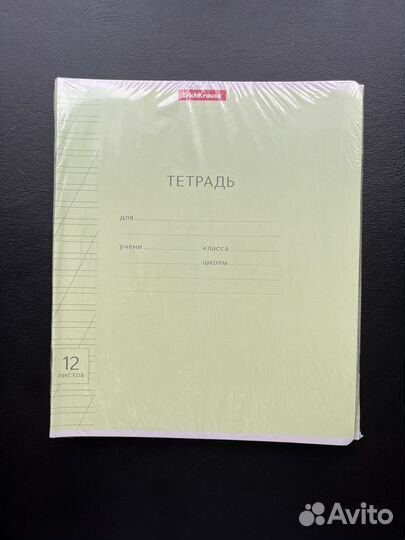 ErichKrause
ТЕТРАДЬ
для
учени
класса
школы
12
листов
Avito